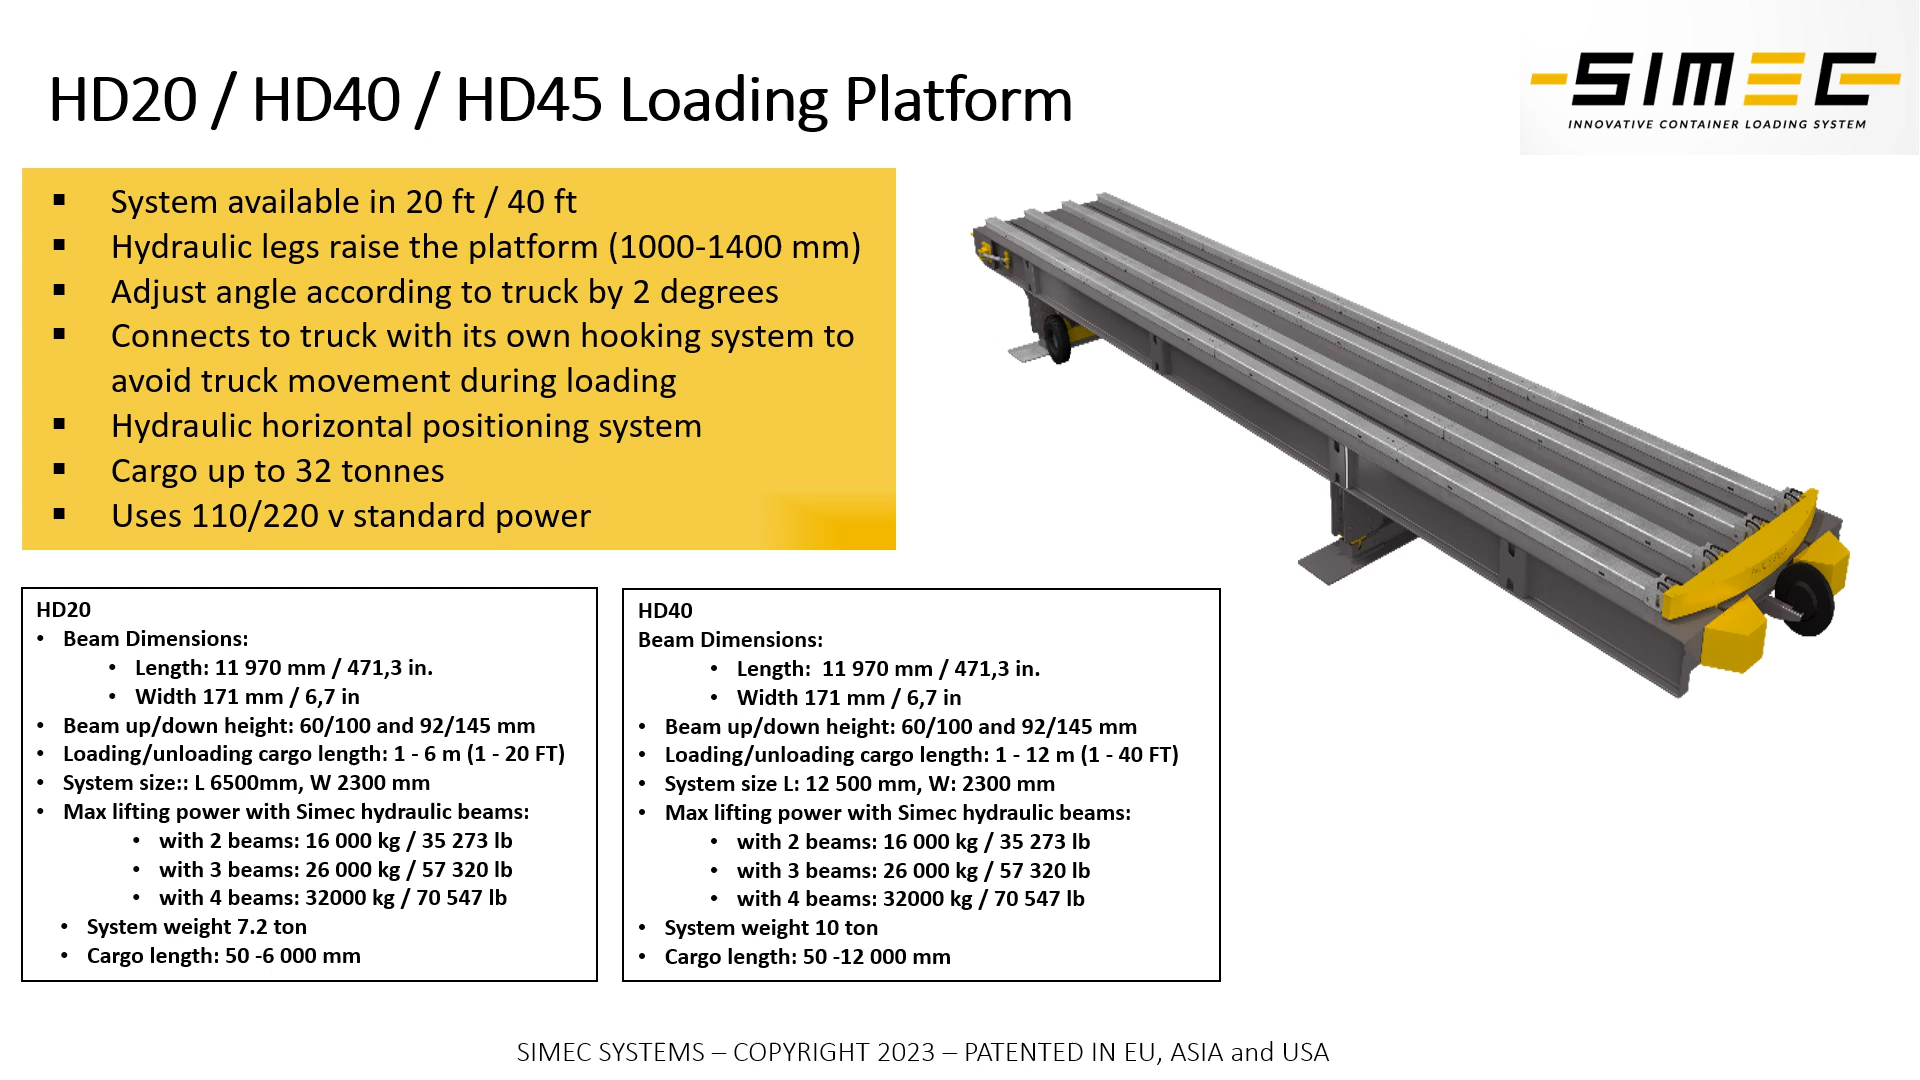 HD20 / HD40 / HD45 Loading Platform
SIMEC
INNOVATIVE CONTAINER LOADING SYSTEM
▪ System available in 20 ft / 40 ft
▪ Hydraulic legs raise the platform (1000-1400 mm)
▪ Adjust angle according to truck by 2 degrees
▪ Connects to truck with its own hooking system to
avoid truck movement during loading
▪ Hydraulic horizontal positioning system
▪ Cargo up to 32 tonnes
▪ Uses 110/220 v standard power
HD20
• Beam Dimensions:
• Length: 11 970 mm / 471,3 in.
• Width 171 mm / 6,7 in
• Beam up/down height: 60/100 and 92/145 mm
• Loading/unloading cargo length: 1 - 6 m (1 - 20 FT)
• System size:: L 6500mm, W 2300 mm
• Max lifting power with Simec hydraulic beams:
• with 2 beams: 16 000 kg / 35 273 lb
• with 3 beams: 26 000 kg / 57 320 lb
• with 4 beams: 32000 kg / 70 547 lb
• System weight 7.2 ton
• Cargo length: 50 -6 000 mm
HD40
Beam Dimensions:
• Length:  11 970 mm / 471,3 in.
• Width 171 mm / 6,7 in
• Beam up/down height: 60/100 and 92/145 mm
• Loading/unloading cargo length: 1 - 12 m (1 - 40 FT)
• System size L: 12 500 mm, W: 2300 mm
• Max lifting power with Simec hydraulic beams:
• with 2 beams: 16 000 kg / 35 273 lb
• with 3 beams: 26 000 kg / 57 320 lb
• with 4 beams: 32000 kg / 70 547 lb
• System weight 10 ton
• Cargo length: 50 -12 000 mm
SIMEC SYSTEMS – COPYRIGHT 2023 – PATENTED IN EU, ASIA and USA